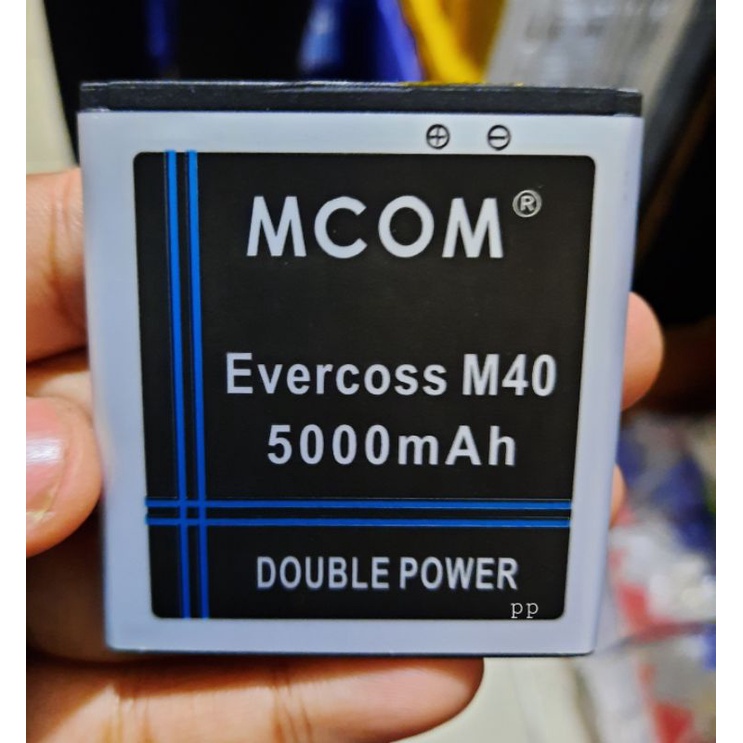 ⊕ ⊖
MCOM®
Evercoss M40
5000mAh
DOUBLE POWER
pp